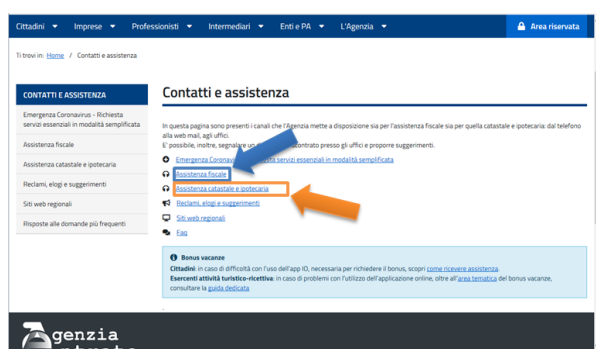 Cittadini Imprese Professionisti Intermediari Enti e PA L'Agenzia Area riservata
Ti trovi in: Home / Contatti e assistenza
CONTATTI E ASSISTENZA
Emergenza Coronavirus - Richiesta
servizi essenziali in modalità semplificata
Assistenza fiscale
Assistenza catastale e ipotecaria
Reclami, elogi e suggerimenti
Siti web regionali
Risposte alle domande più frequenti
Contatti e assistenza
In questa pagina sono presenti i canali che l'Agenzia mette a disposizione sia per l'assistenza fiscale sia per quella catastale e ipotecaria: dal telefono
alla web mail, agli uffici.
E' possibile, inoltre, segnalare un contrato presso gli uffici e proporre suggerimenti.
Emergenza Coronav sta servizi essenziali in modalità semplificata
Assistenza fiscale
Assistenza catastale e ipotecaria
Reclami, elogi e suggerimenti
Siti web regionali
Faq
Bonus vacanze
Cittadini: in caso di difficoltà con l'uso dell'app IO, necessaria per richiedere il bonus, scopri come ricevere assistenza.
Esercenti attività turistico-ricettiva: in caso di problemi con l'utilizzo dell'applicazione online, oltre all'area tematica del bonus vacanze,
consultare la guida dedicata
genzia